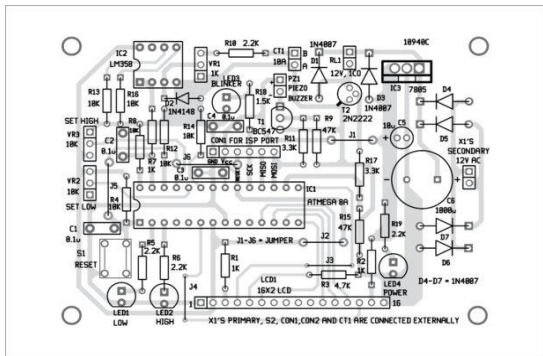 IC2
LM358
R10 2.2K
CT1
10A
B
A
1N4007
D1
RL1
12V, 1CO
10940C
IC3
7805
VR1
1K
LED3
BLINKER
R18
1.5K
PZ1
PIEZO
BUZZER
+
T2
2N2222
D3
1N4007
D4
D5
R13
10K
R16
10K
D2
1N4148
C4
0.1u
T1
BC547
R9
47K
R11
3.3K
J1
10u
C5
+
X1'S
SECONDARY
12V AC
SET HIGH
VR3
10K
C2
0.1u
R8
10K
R7
1K
R12
10K
R14
10K
J6
CON1 FOR ISP PORT
GND
Vcc
SCK
MISO
MOSI
C3
0.1u
R17
3.3K
VR2
10K
SET LOW
J5
R4
10K
IC1
ATMEGA 8A
+
C6
1000u
C1
0.1u
S1
RESET
R5
2.2K
R6
2.2K
J1-J6 = JUMPER
J2
R15
47K
R19
2.2K
D7
D6
R1
1K
J3
R2
1K
R3 4.7K
LED4
POWER
D4-D7 = 1N4007
LED1
LOW
LED2
HIGH
J4
1
LCD1
16X2 LCD
16
X1'S PRIMARY, S2, CON1,CON2 AND CT1 ARE CONNECTED EXTERNALLY